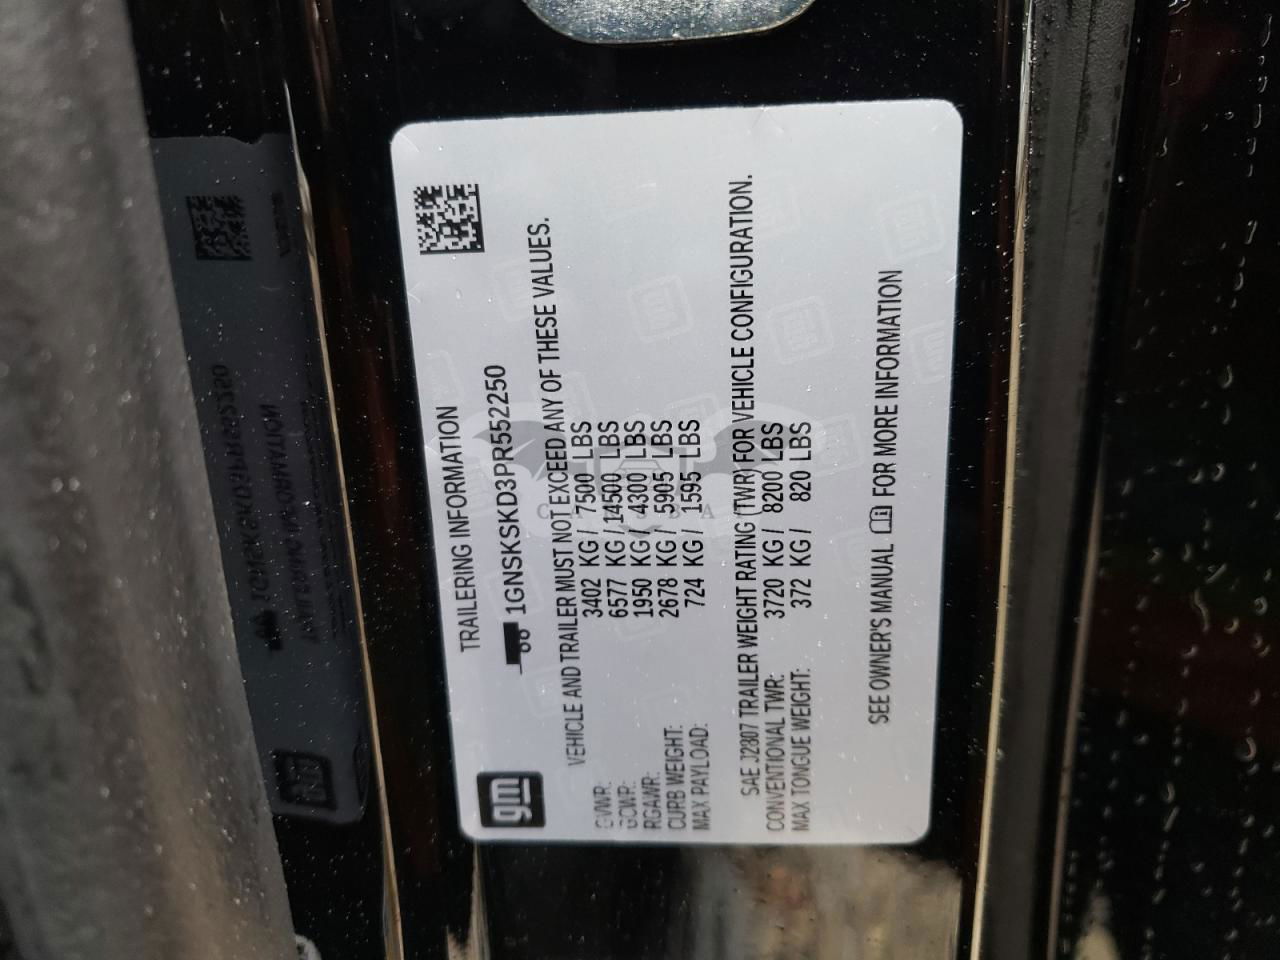 TRAILERING INFORMATION
gm
1GNSKSKD3PR552250
VEHICLE AND TRAILER MUST NOT EXCEED ANY OF THESE VALUES.
GVWR: 3402 KG / 7500 LBS
GCWR: 6577 KG / 14500 LBS
RGAWR: 1950 KG / 4300 LBS
CURB WEIGHT: 2678 KG / 5905 LBS
MAX PAYLOAD: 724 KG / 1595 LBS
SAE J2807 TRAILER WEIGHT RATING (TWR) FOR VEHICLE CONFIGURATION.
CONVENTIONAL TWR: 3720 KG / 8200 LBS
MAX TONGUE WEIGHT: 372 KG / 820 LBS
SEE OWNER'S MANUAL FOR MORE INFORMATION